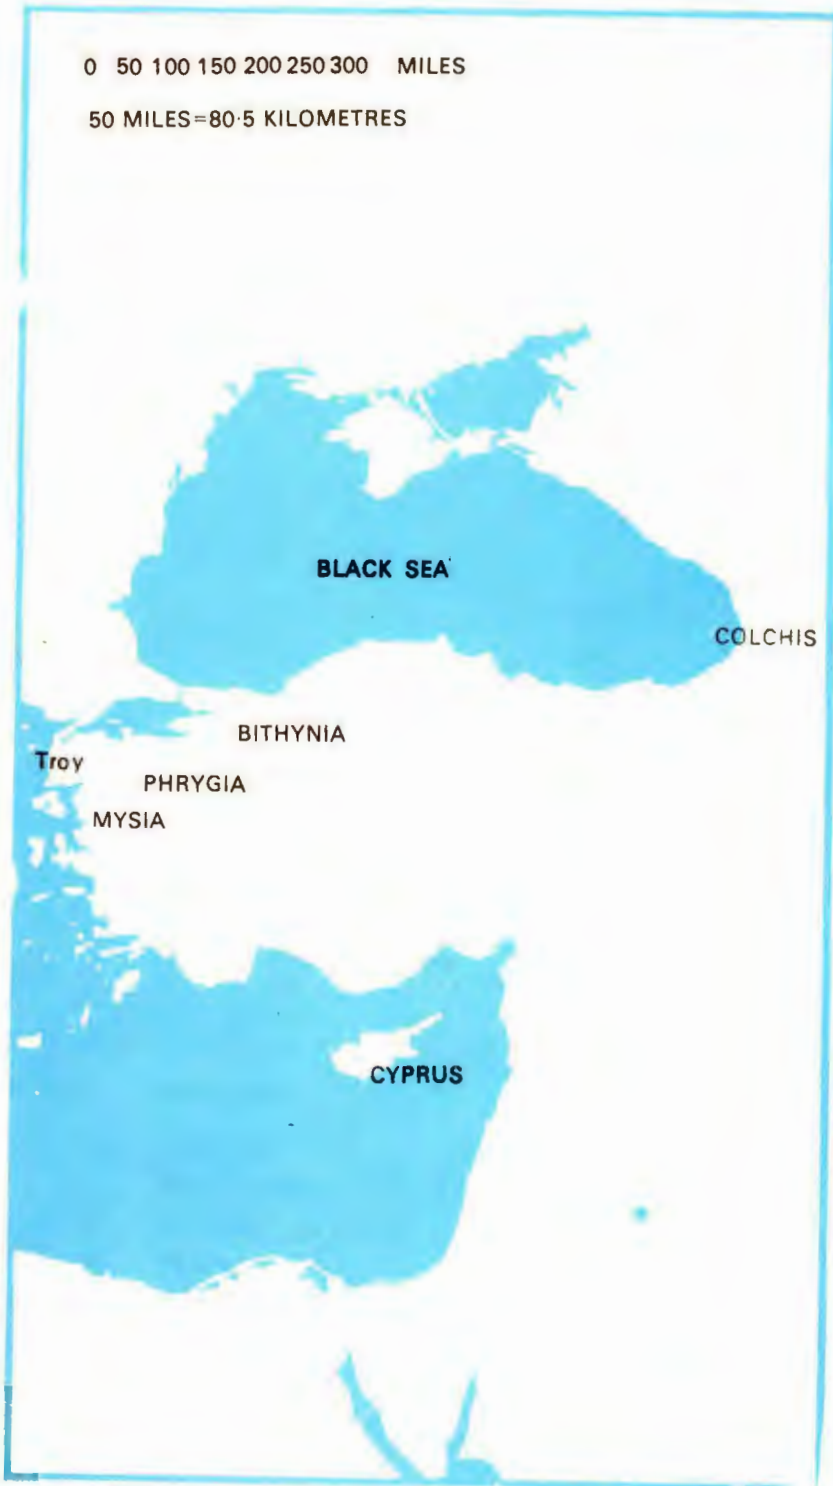 0 50 100 150 200 250 300 MILES
50 MILES=80·5 KILOMETRES
BLACK SEA
COLCHIS
BITHYNIA
Troy
PHRYGIA
MYSIA
CYPRUS